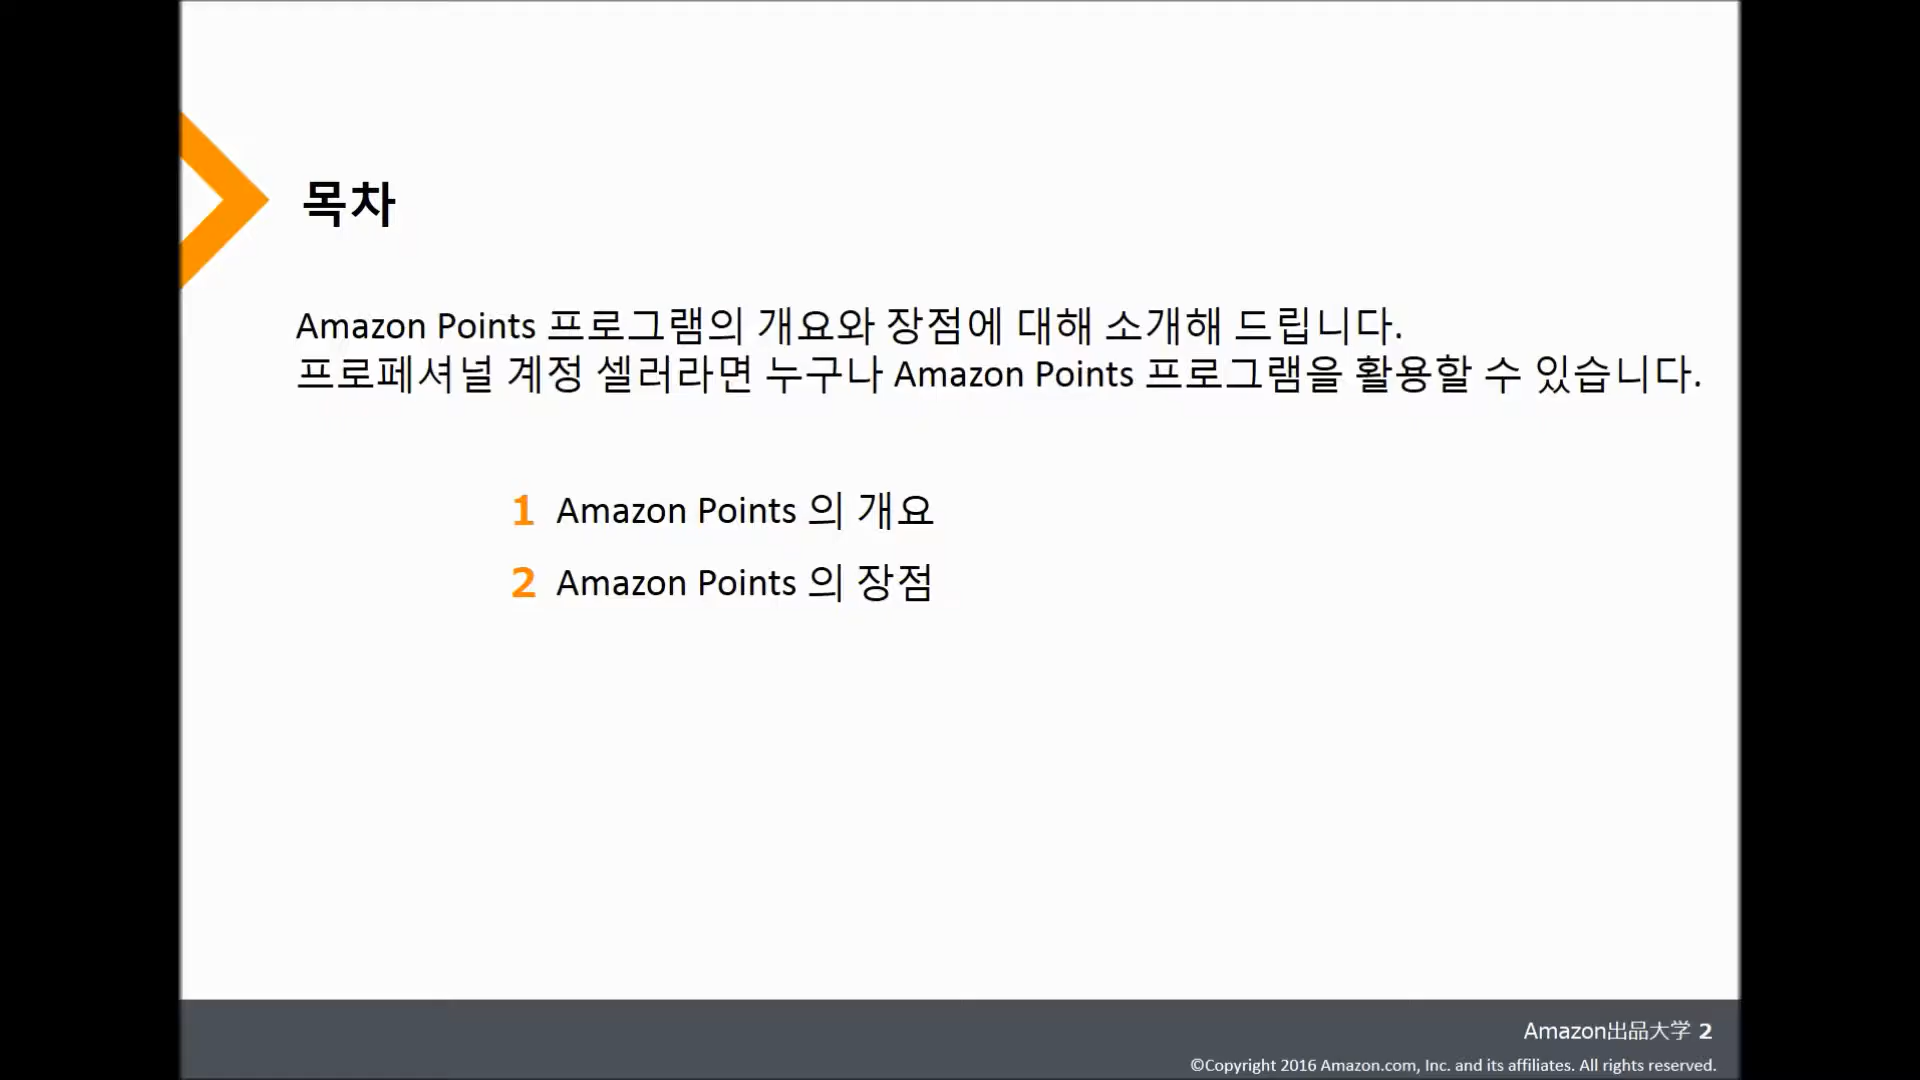 목차
Amazon Points 프로그램의 개요와 장점에 대해 소개해 드립니다.
프로페셔널 계정 셀러라면 누구나 Amazon Points 프로그램을 활용할 수 있습니다.
1 Amazon Points 의 개요
2 Amazon Points 의 장점
Amazon出品大学 2
©Copyright 2016 Amazon.com, Inc. and its affiliates. All rights reserved.